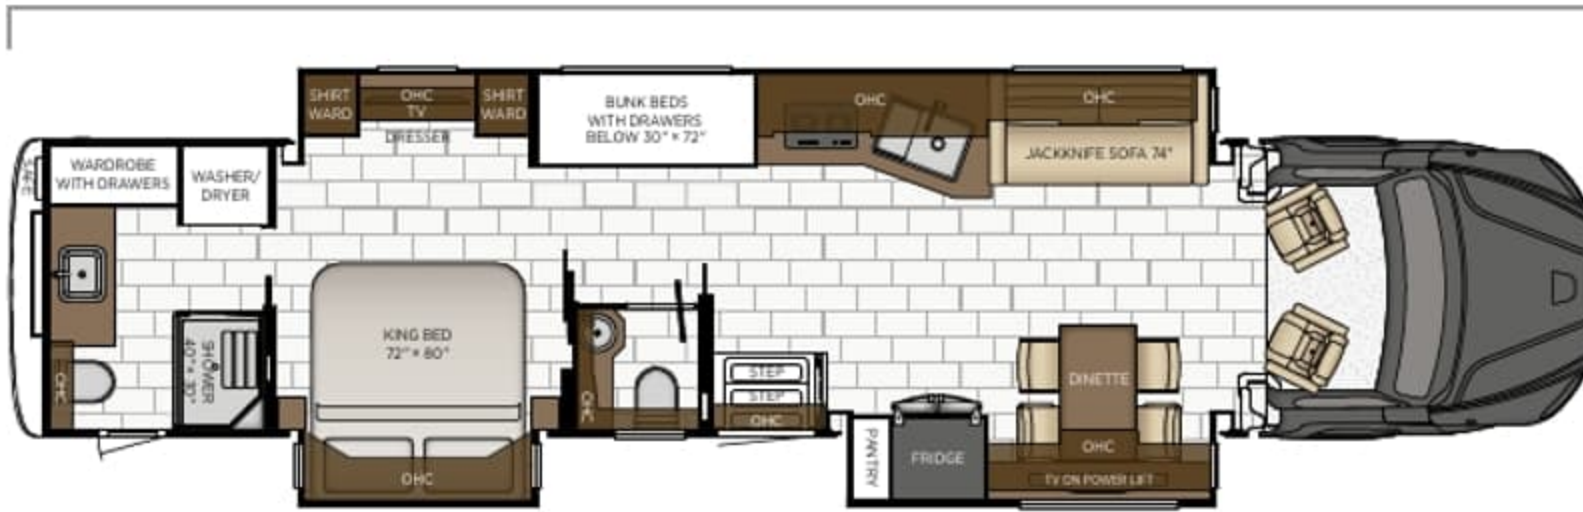 SHIRT
WARD
OHC
TV
DRESSER
SHIRT
WARD
BUNK BEDS
WITH DRAWERS
BELOW 30" × 72"
OHC
OHC
JACKKNIFE SOFA 74"
SAFE
WARDROBE
WITH DRAWERS
WASHER/
DRYER
KING BED
72" × 80"
SHOWER
40" × 30"
OHC
OHC
OHC
STEP
STEP
OHC
PANTRY
FRIDGE
DINETTE
OHC
TV ON POWER LIFT